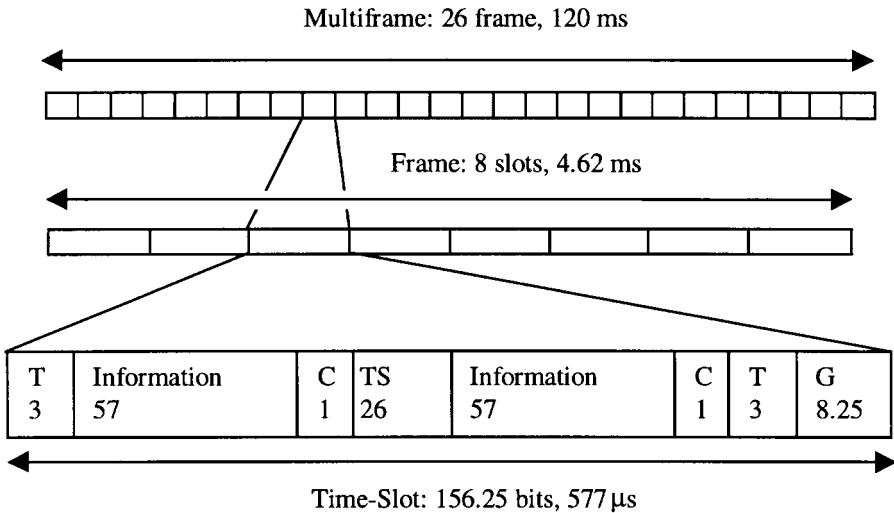 Multiframe: 26 frame, 120 ms
Frame: 8 slots, 4.62 ms
T Information C TS Information C T G
3 57 1 26 57 1 3 8.25
Time-Slot: 156.25 bits, 577 μs